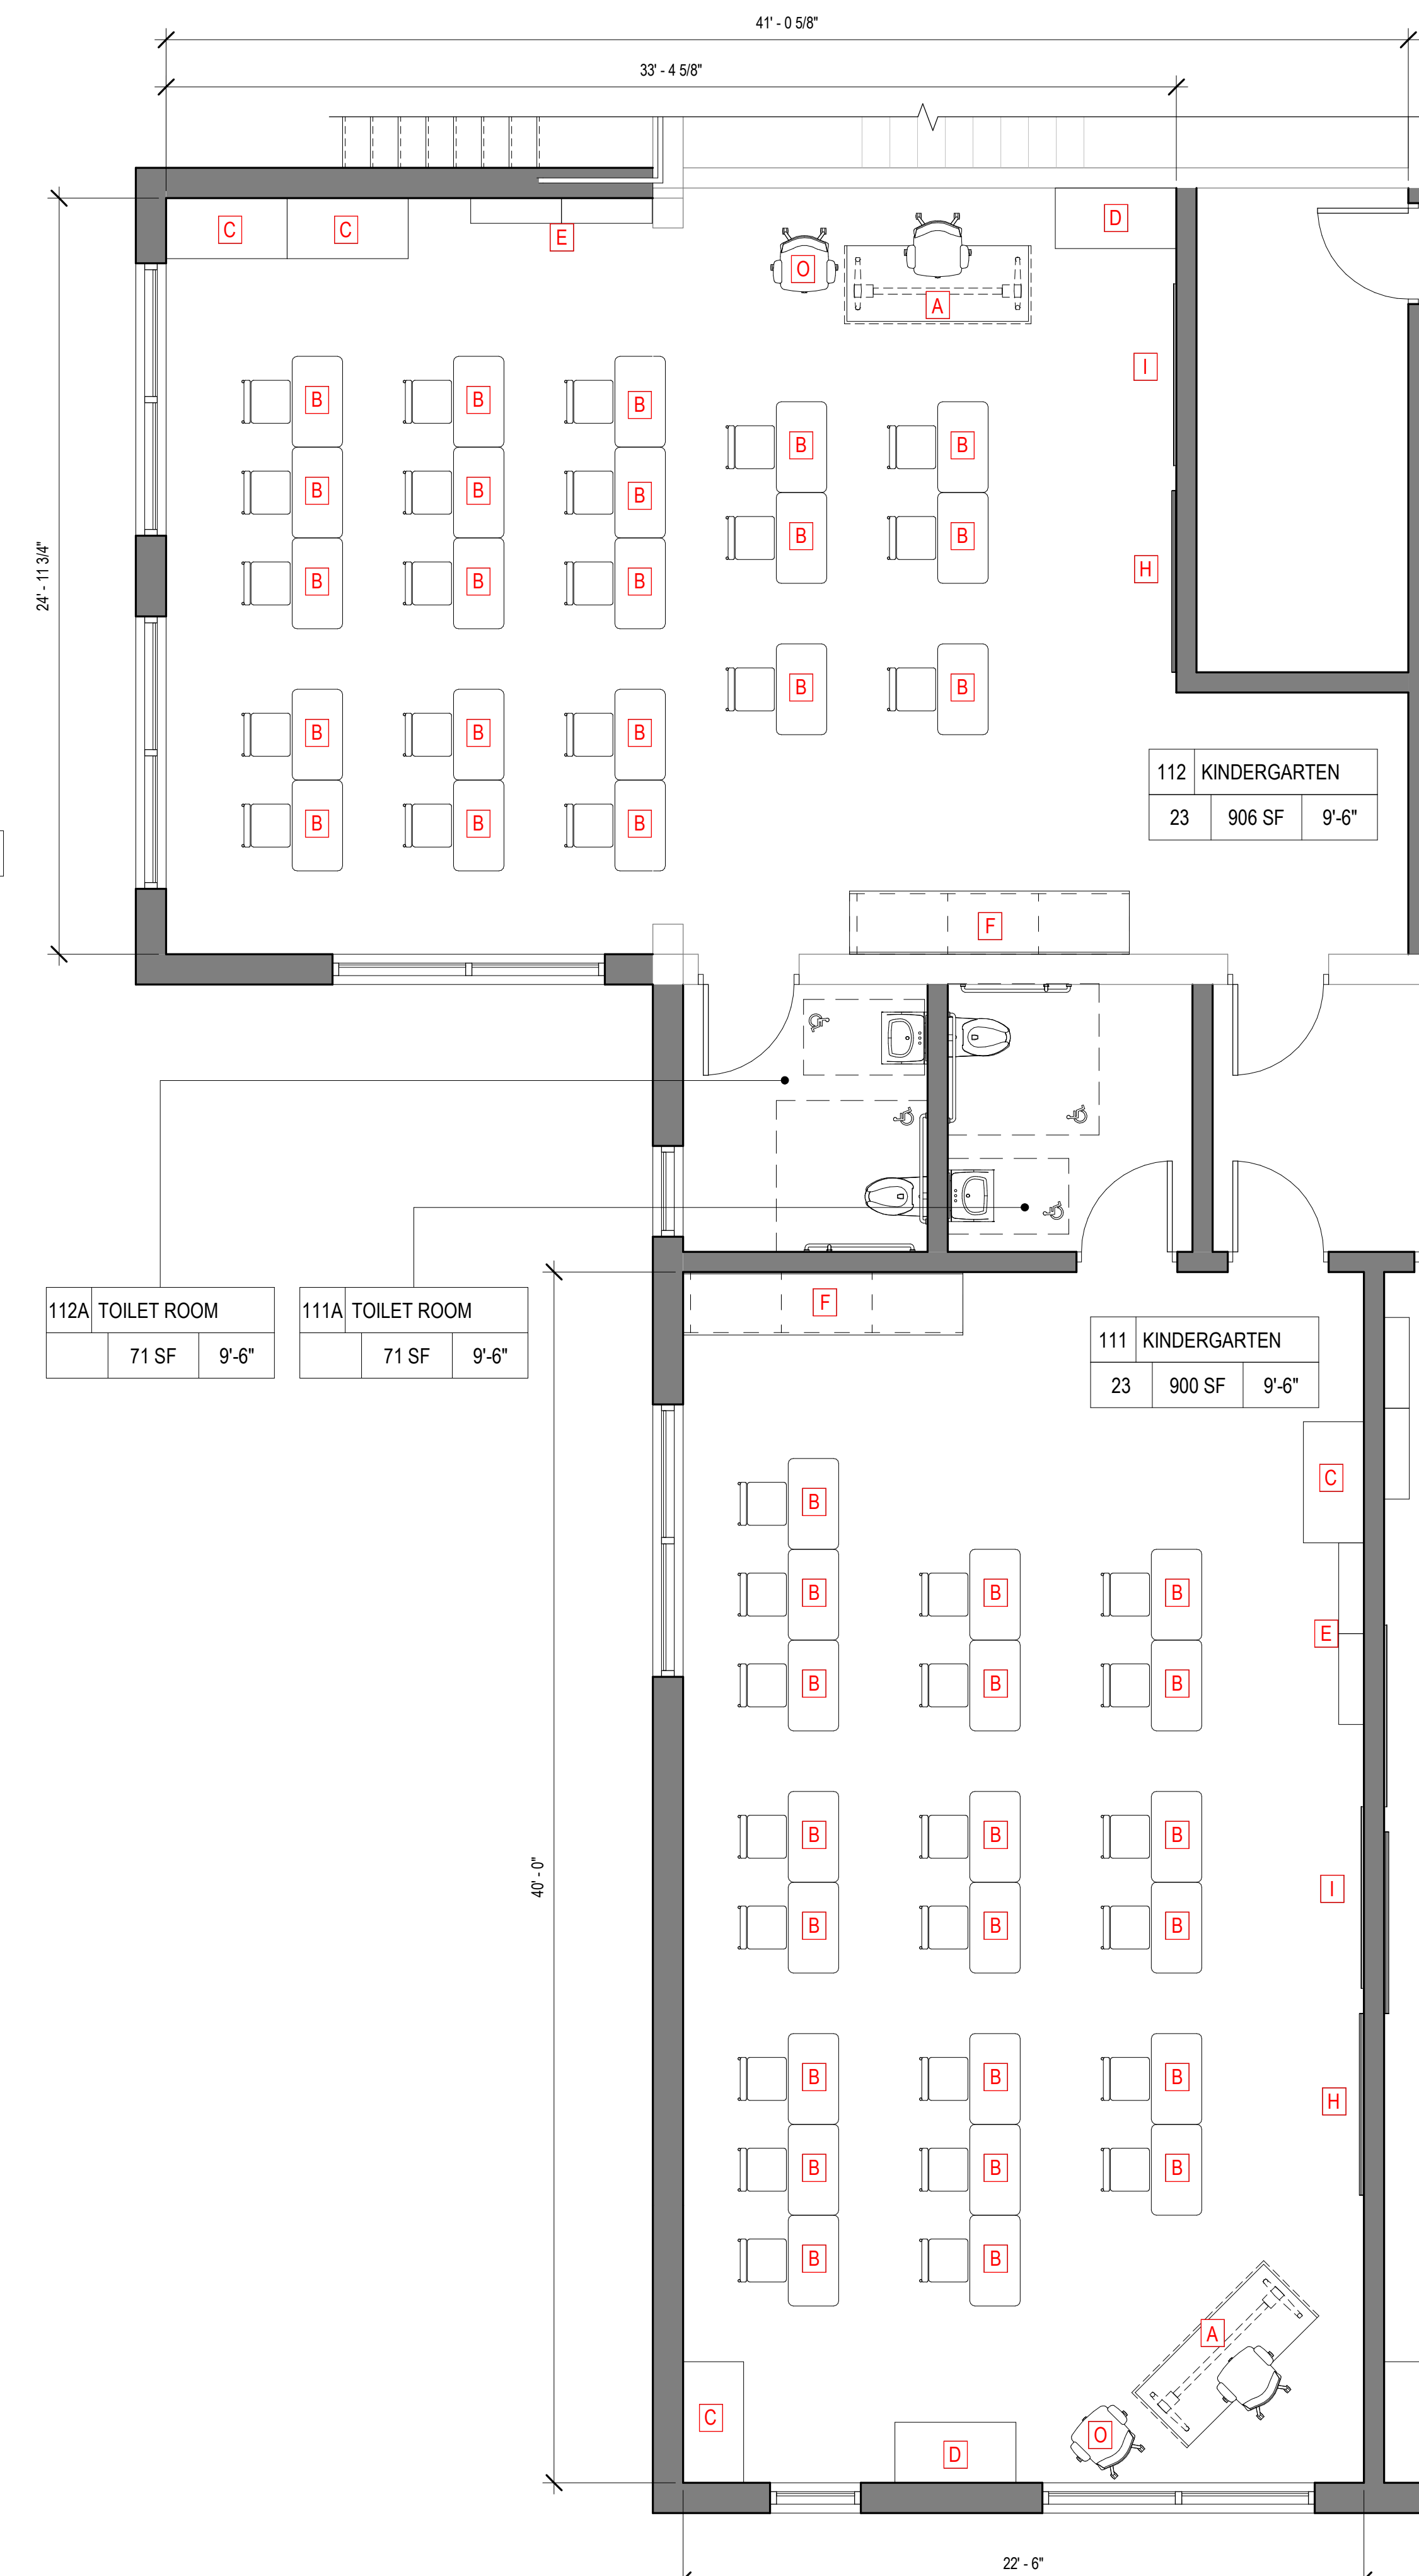 41' - 0 5/8"
33' - 4 5/8"
C C E O A D
I
B B B
B B
B B B
B B
H
B B B
B B
B B B
24' - 11 3/4"
112 KINDERGARTEN
23 906 SF 9'-6"
B B B
F
112A TOILET ROOM
71 SF 9'-6"
111A TOILET ROOM
71 SF 9'-6"
F
111 KINDERGARTEN
23 900 SF 9'-6"
C
B
B B B
E
B B B
B B B
I
B B B
40' - 0"
B B B
H
B B B
B B
A
C
O
D
22' - 6"